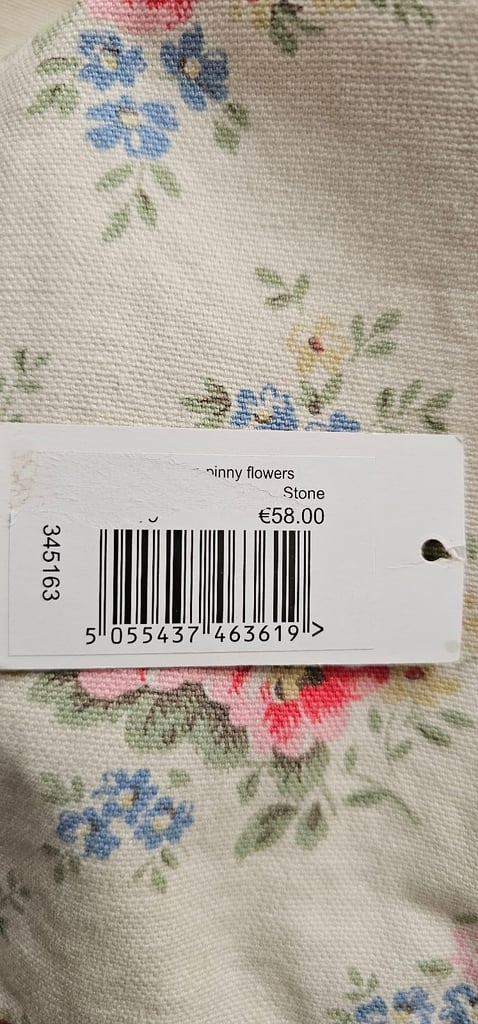 pinny flowers
Stone
€58.00
345163
5 055437 463619 >